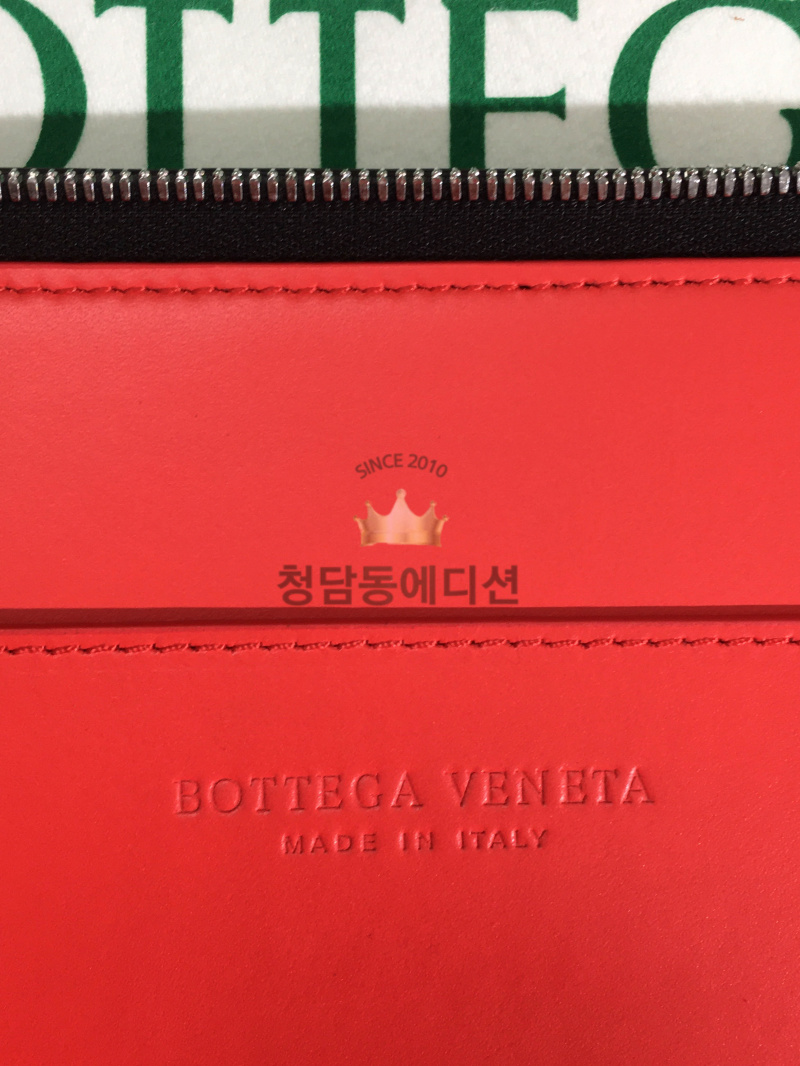 OTTEG
SINCE 2010
청담동에디션
BOTTEGA VENETA
MADE IN ITALY